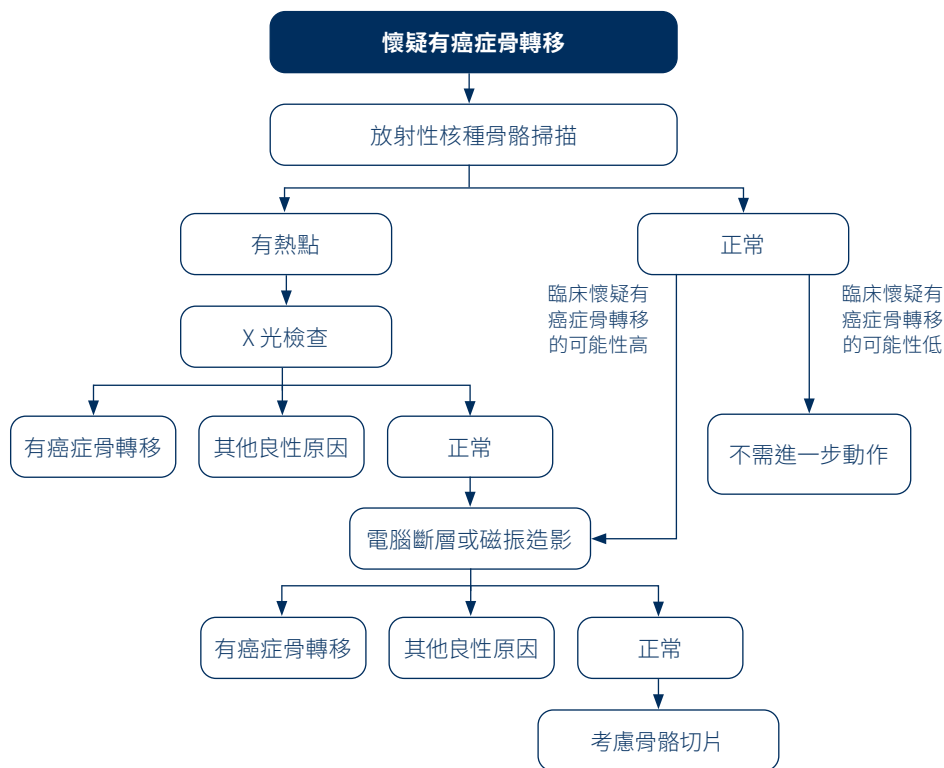 懷疑有癌症骨轉移
放射性核種骨骼掃描
有熱點
正常
臨床懷疑有
癌症骨轉移
的可能性高
臨床懷疑有
癌症骨轉移
的可能性低
X 光檢查
有癌症骨轉移
其他良性原因
正常
不需進一步動作
電腦斷層或磁振造影
有癌症骨轉移
其他良性原因
正常
考慮骨骼切片